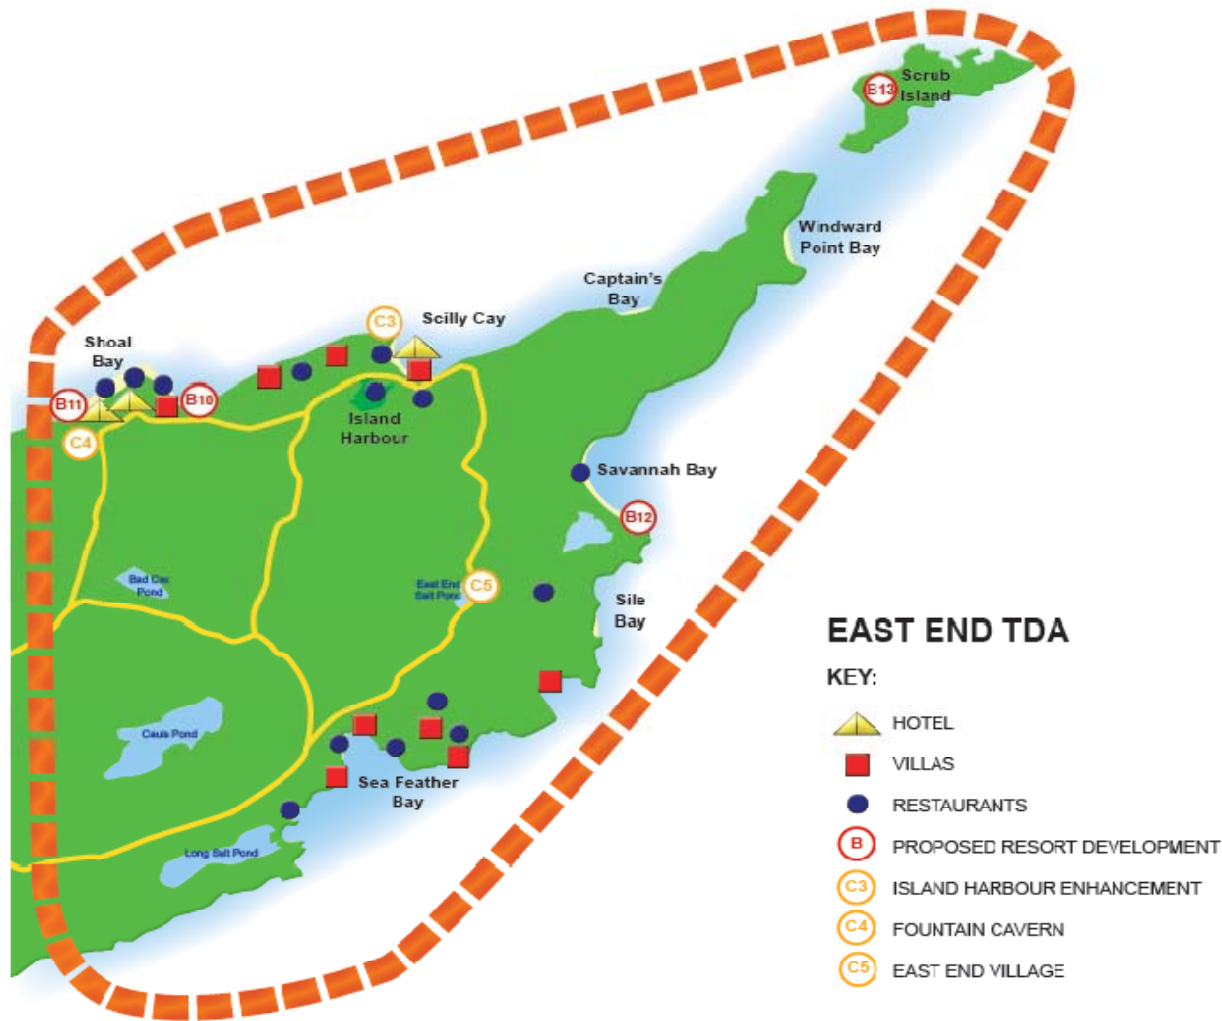 B13
Scrub
Island
Windward
Point Bay
Captain's
Bay
C3
Scilly Cay
Shoal
Bay
B11
B10
C4
Island
Harbour
Savannah Bay
B12
Bad Cox
Pond
East End
Salt Pond
C5
Sile
Bay
Cauls Pond
Sea Feather
Bay
Long Salt Pond
EAST END TDA
KEY:
HOTEL
VILLAS
RESTAURANTS
B PROPOSED RESORT DEVELOPMENT
C3 ISLAND HARBOUR ENHANCEMENT
C4 FOUNTAIN CAVERN
C5 EAST END VILLAGE